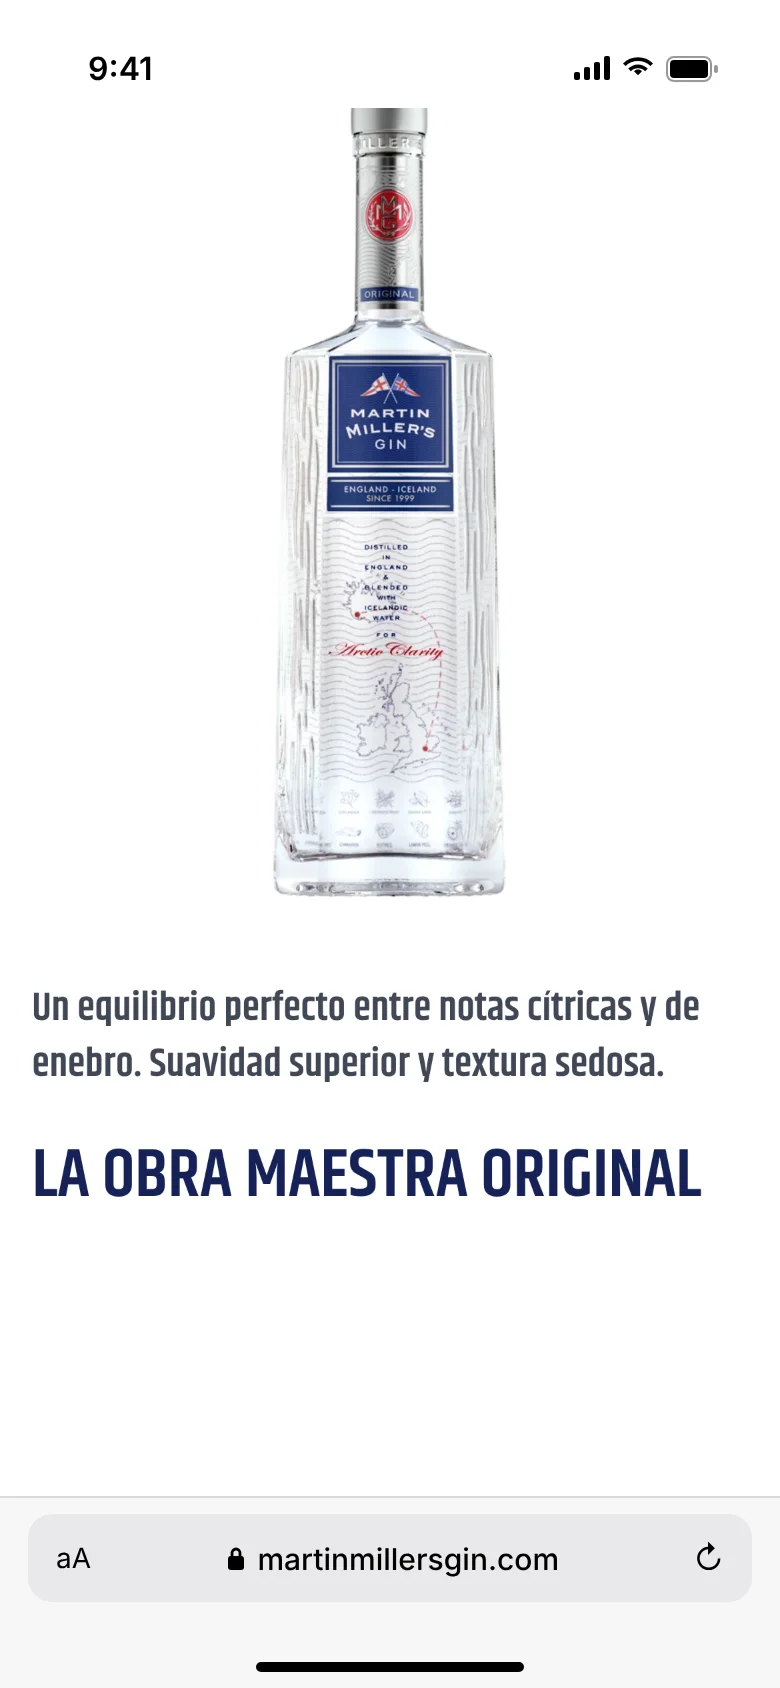 9:41
ORIGINAL
MARTIN
MILLER'S
GIN
ENGLAND - ICELAND
SINCE 1999
DISTILLED
IN
ENGLAND
&
BLENDED
WITH
ICELANDIC
WATER
FOR
Arctic Clarity
Un equilibrio perfecto entre notas cítricas y de
enebro. Suavidad superior y textura sedosa.
LA OBRA MAESTRA ORIGINAL
aA
martinmillersgin.com